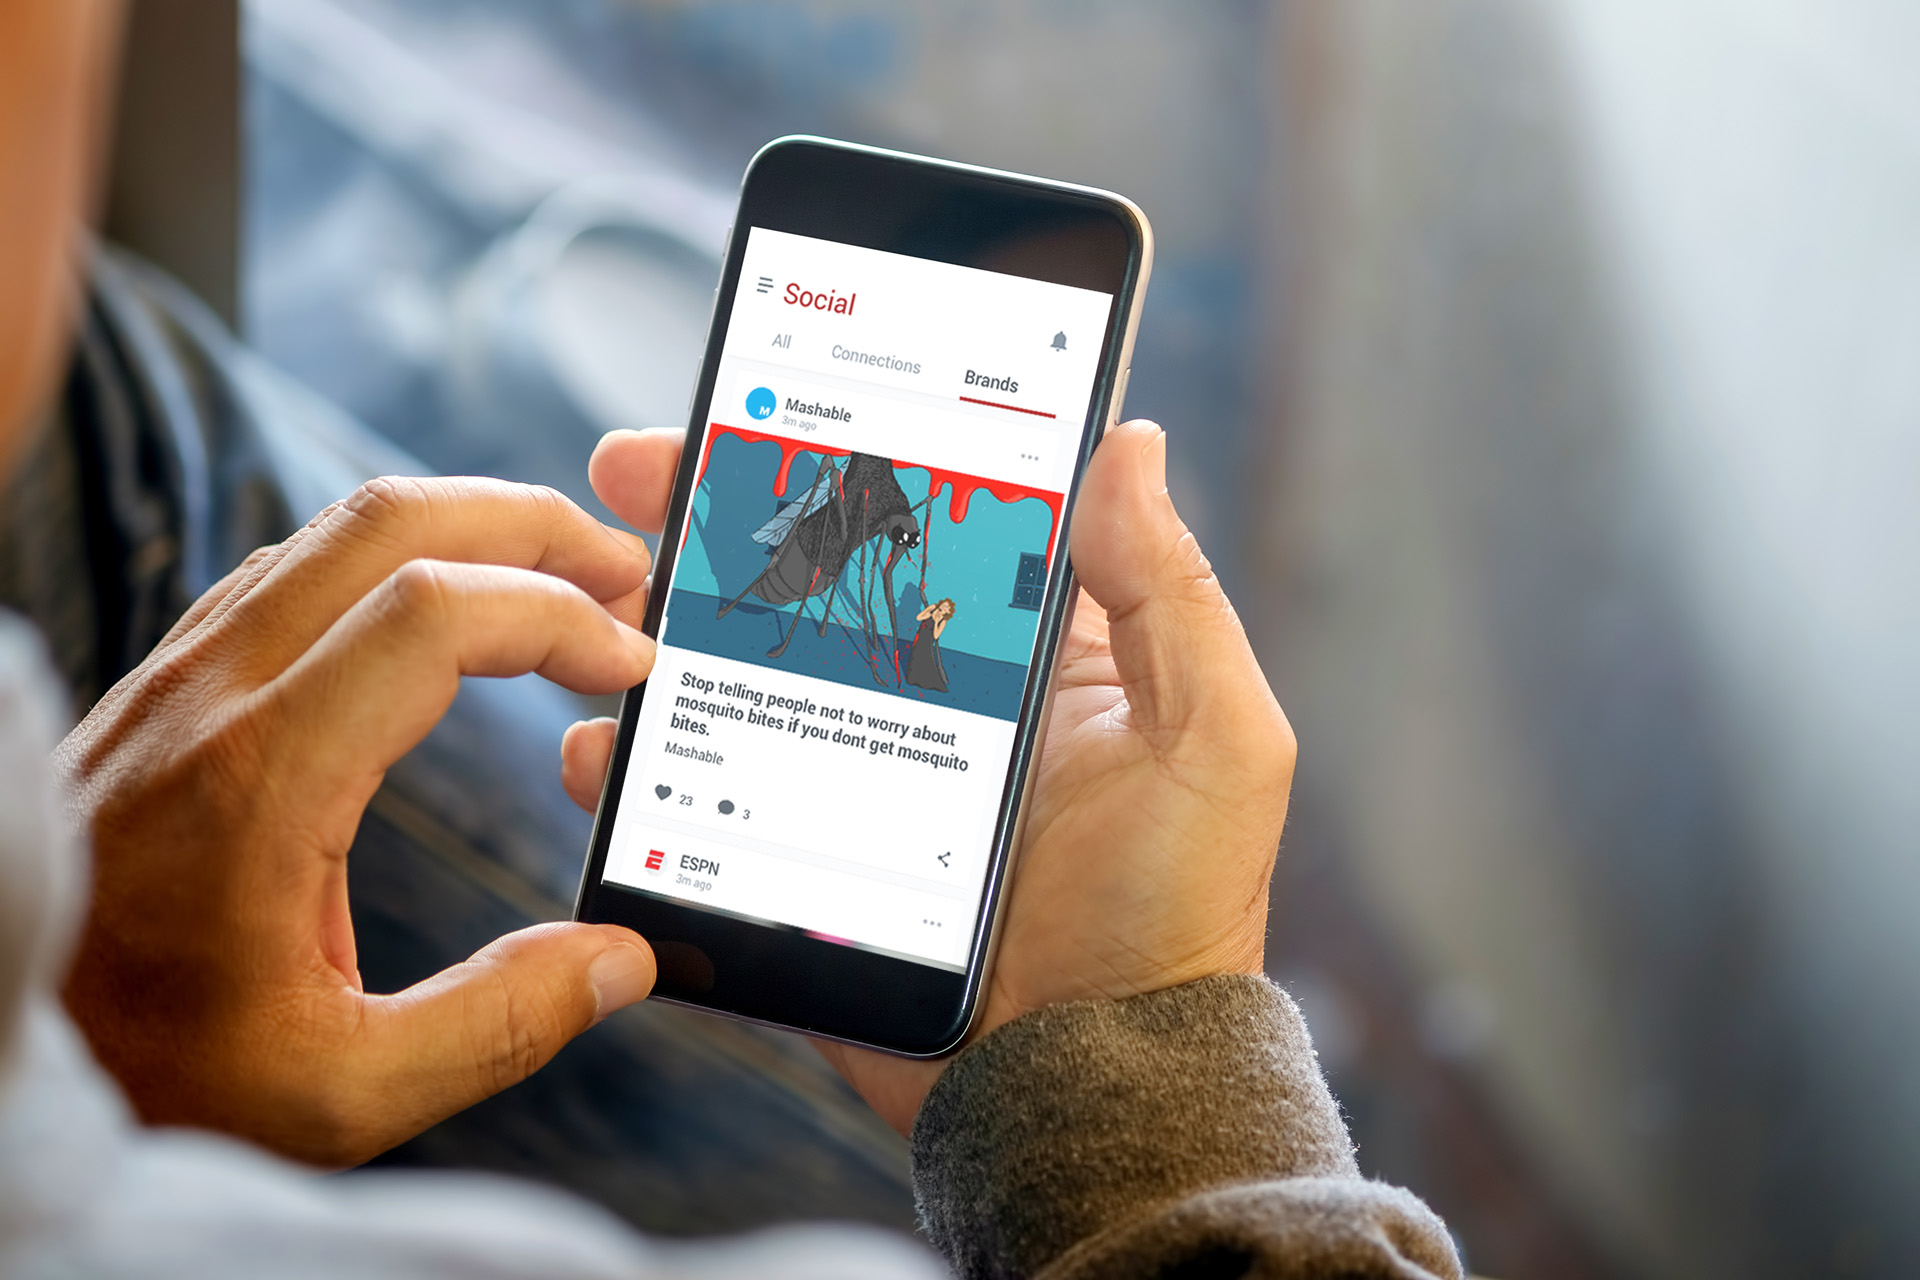 Social
All Connections Brands
M
Mashable
3m ago
Stop telling people not to worry about
mosquito bites if you dont get mosquito
bites.
Mashable
23 3
ESPN
3m ago